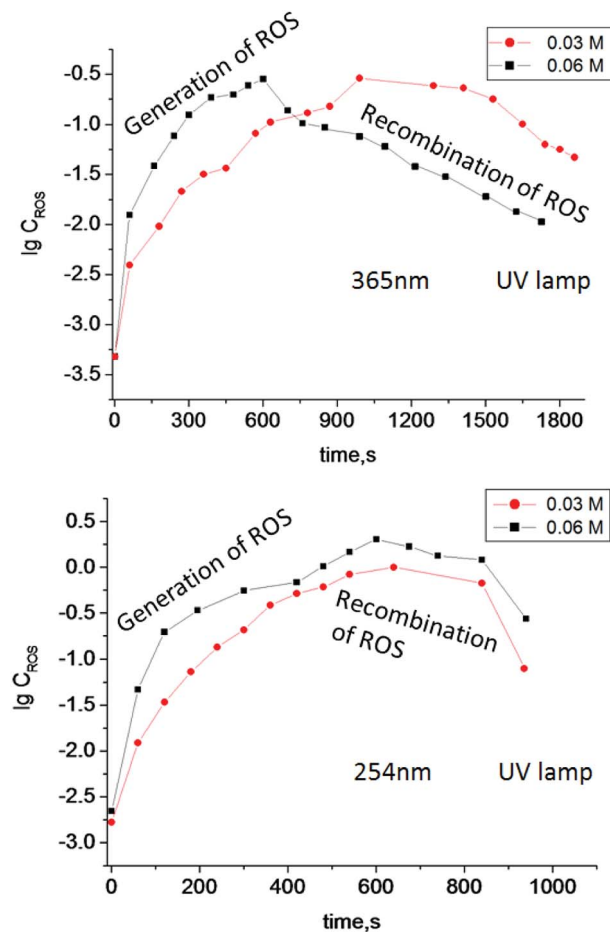 0.03 M
0.06 M
Generation of ROS
Recombination of ROS
-0.5
-1.0
-1.5
-2.0
-2.5
-3.0
-3.5
lg C_ROS
365nm UV lamp
0 300 600 900 1200 1500 1800
time,s
0.03 M
0.06 M
Generation of ROS
Recombination
of ROS
0.5
0.0
-0.5
-1.0
-1.5
-2.0
-2.5
-3.0
lg C_ROS
254nm UV lamp
0 200 400 600 800 1000
time,s